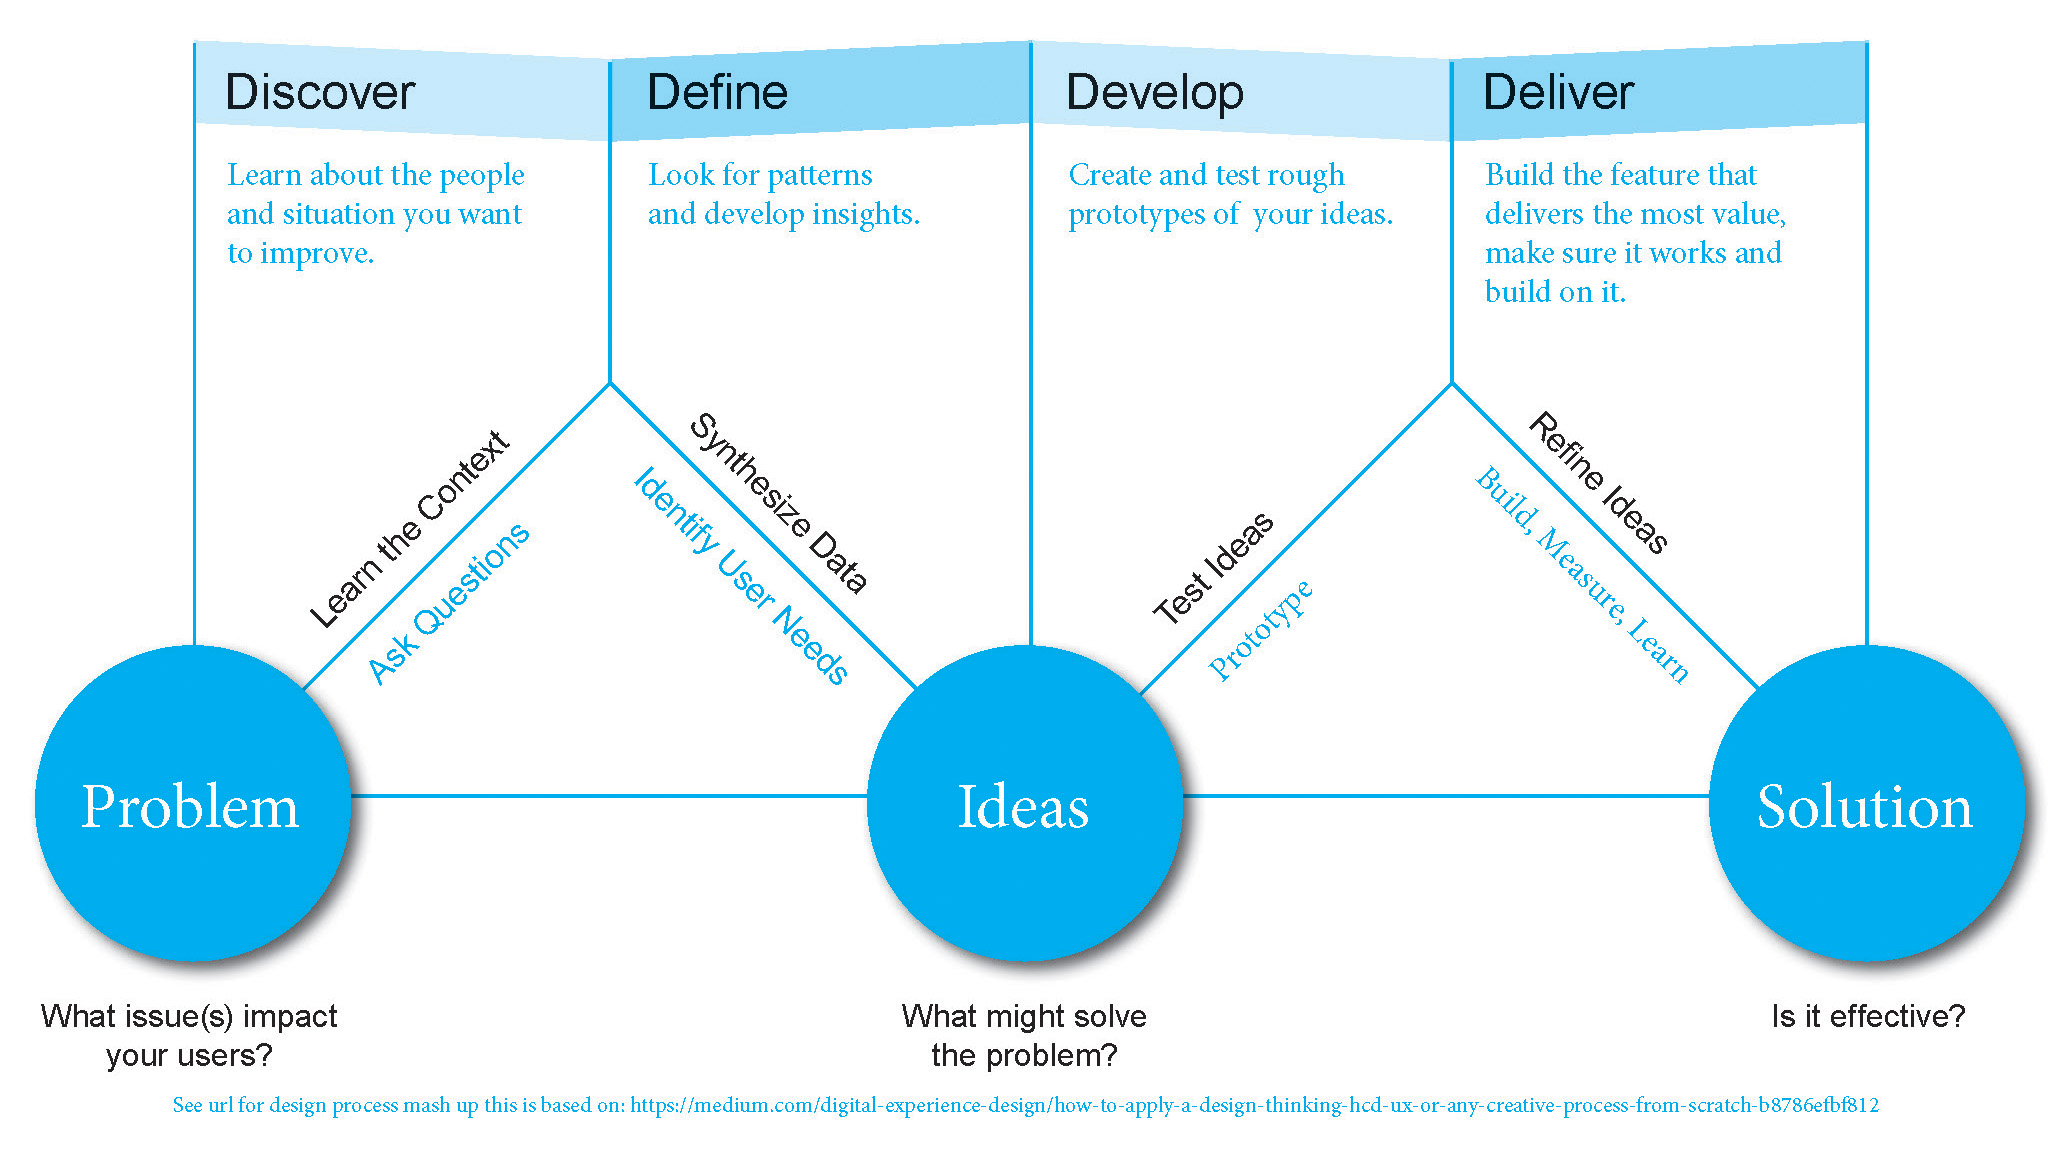 Discover
Define
Develop
Deliver
Learn about the people
and situation you want
to improve.
Look for patterns
and develop insights.
Create and test rough
prototypes of your ideas.
Build the feature that
delivers the most value,
make sure it works and
build on it.
Learn the Context
Ask Questions
Synthesize Data
Identify User Needs
Test Ideas
Prototype
Refine Ideas
Build, Measure, Learn
Problem
Ideas
Solution
What issue(s) impact
your users?
What might solve
the problem?
Is it effective?
See url for design process mash up this is based on: https://medium.com/digital-experience-design/how-to-apply-a-design-thinking-hcd-ux-or-any-creative-process-from-scratch-b8786efbf812